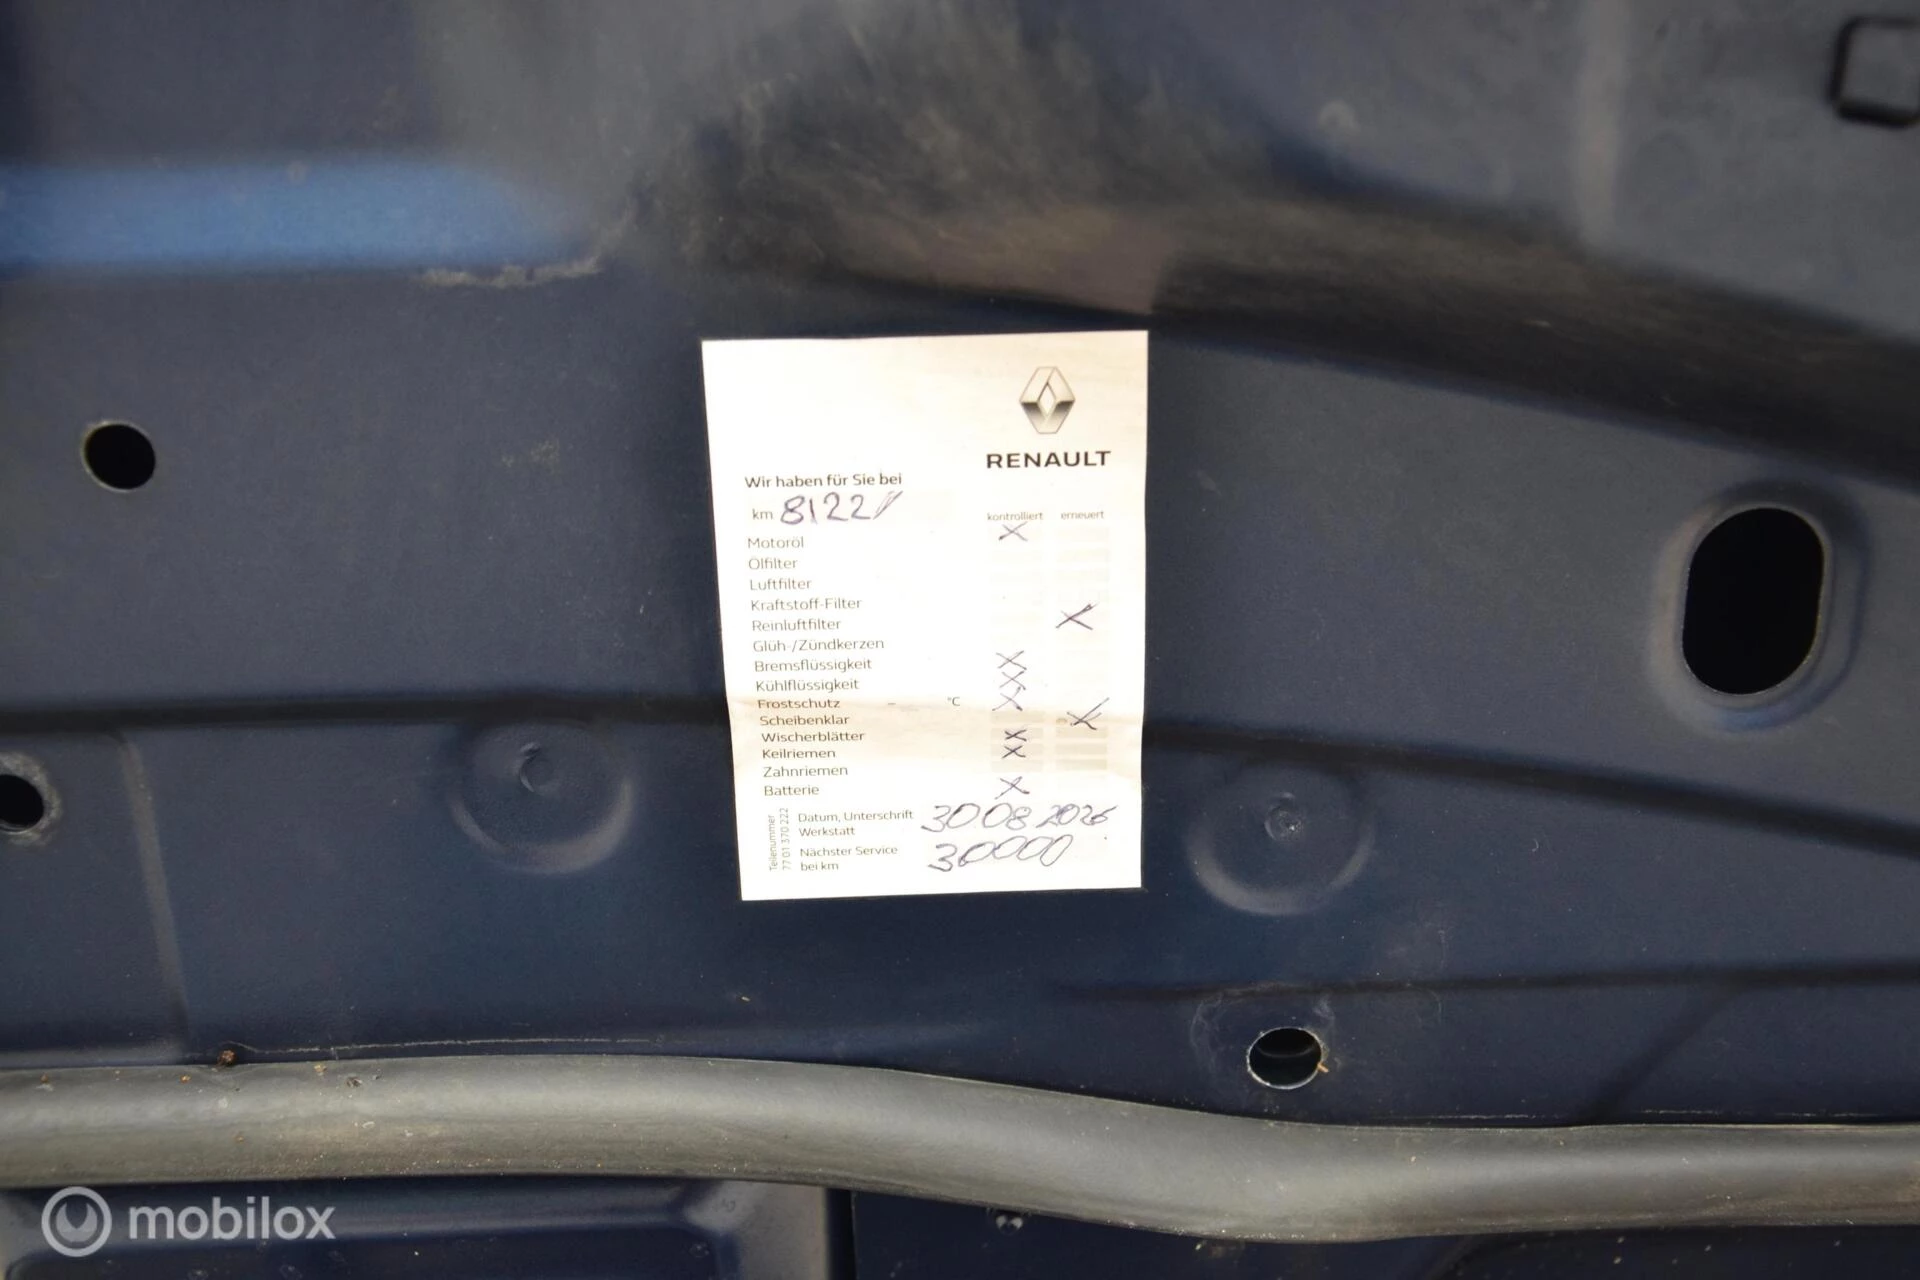 RENAULT
Wir haben für Sie bei
km 81221
kontrolliert erneuert
Motoröl X
Ölfilter
Luftfilter
Kraftstoff-Filter
Reinluftfilter X
Glüh-/Zündkerzen
Bremsflüssigkeit X
Kühlflüssigkeit X
Frostschutz - °C X
Scheibenklar X
Wischerblätter X
Keilriemen X
Zahnriemen
Batterie X
Datum, Unterschrift 30.08.2026
Werkstatt
Nächster Service 30000
bei km
Teilenummer
77 01 370 222
mobilox